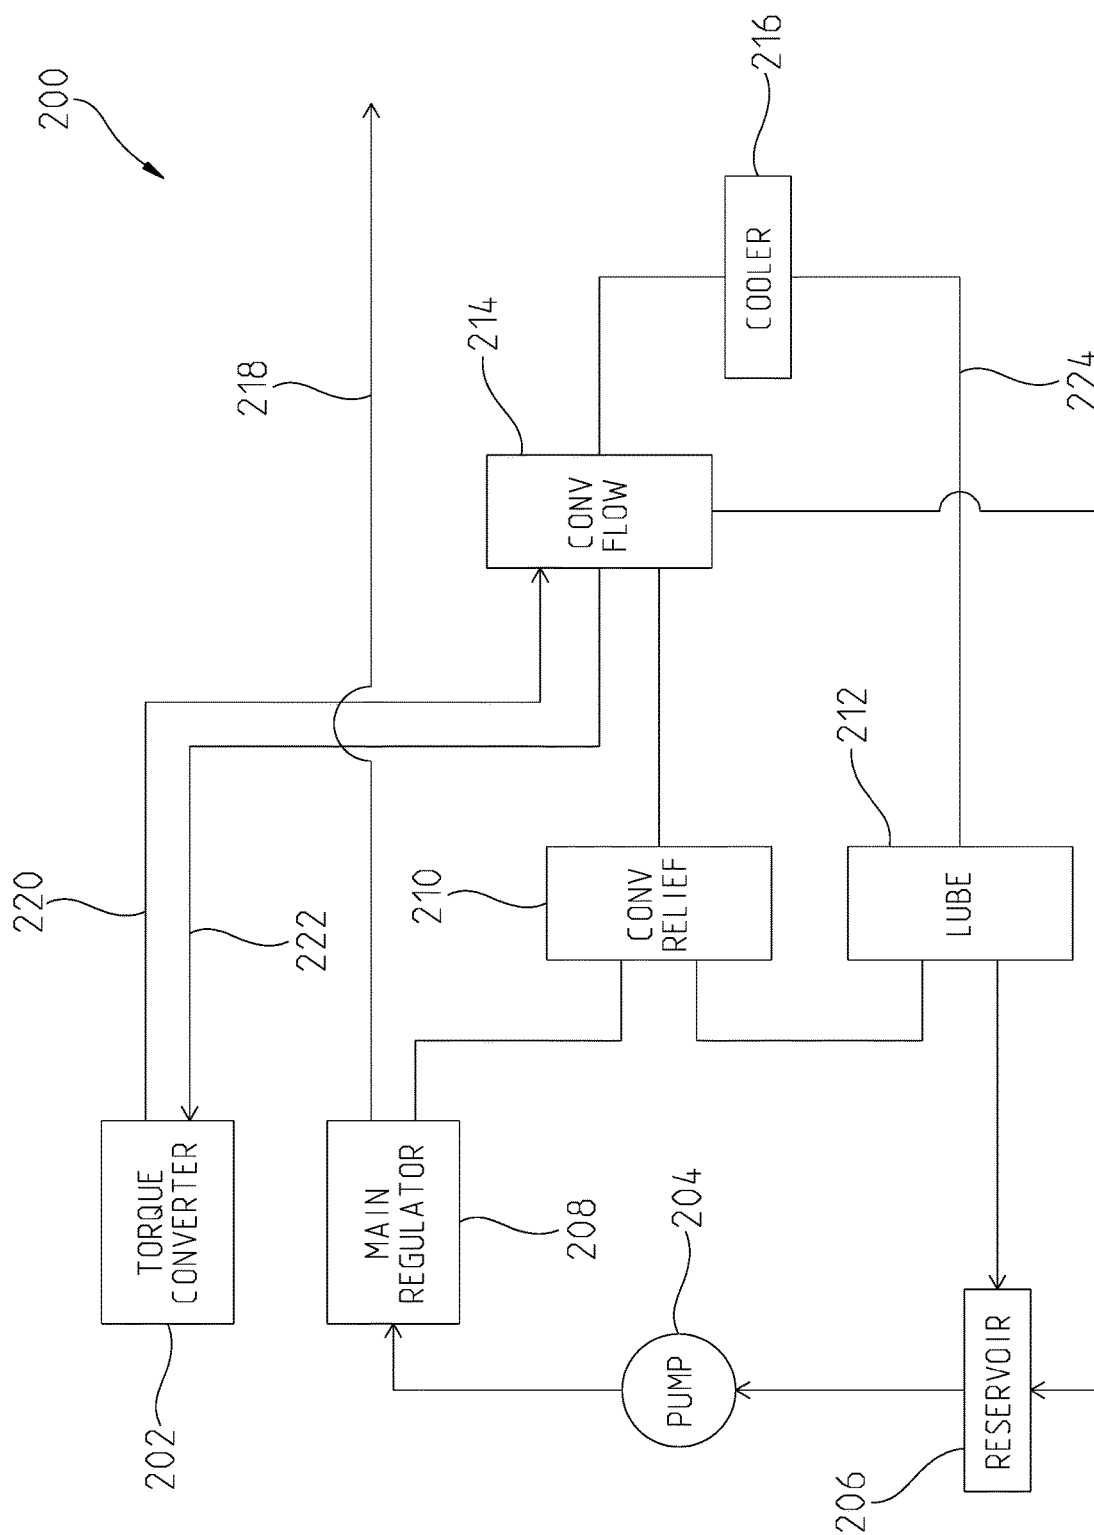 200
216
COOLER
218
214
CONV
FLOW
224
212
220
222
210
CONV
RELIEF
LUBE
TORQUE
CONVERTER
MAIN
REGULATOR
208
204
PUMP
202
206
RESERVOIR